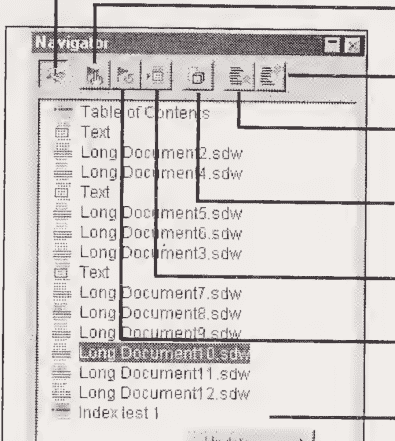 Navigator
Table of Contents
Text
Long Document2.sdw
Long Document4.sdw
Text
Long Document5.sdw
Long Document6.sdw
Long Document3.sdw
Text
Long Document7.sdw
Long Document8.sdw
Long Document9.sdw
Long Document10.sdw
Long Document11.sdw
Long Document12.sdw
Index test 1
Update